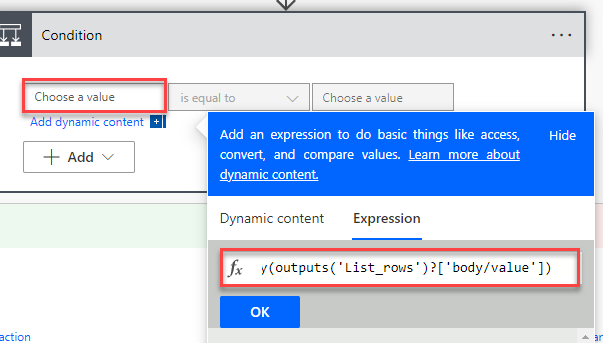 Condition
...
Choose a value
is equal to
Choose a value
Add dynamic content
Add an expression to do basic things like access,
convert, and compare values. Learn more about
dynamic content.
Hide
+ Add
Dynamic content
Expression
fx
y(outputs('List_rows')?['body/value'])
OK
action
an